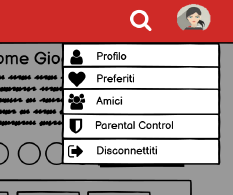 ome Gio
Profilo
Preferiti
Amici
Parental Control
Disconnettiti